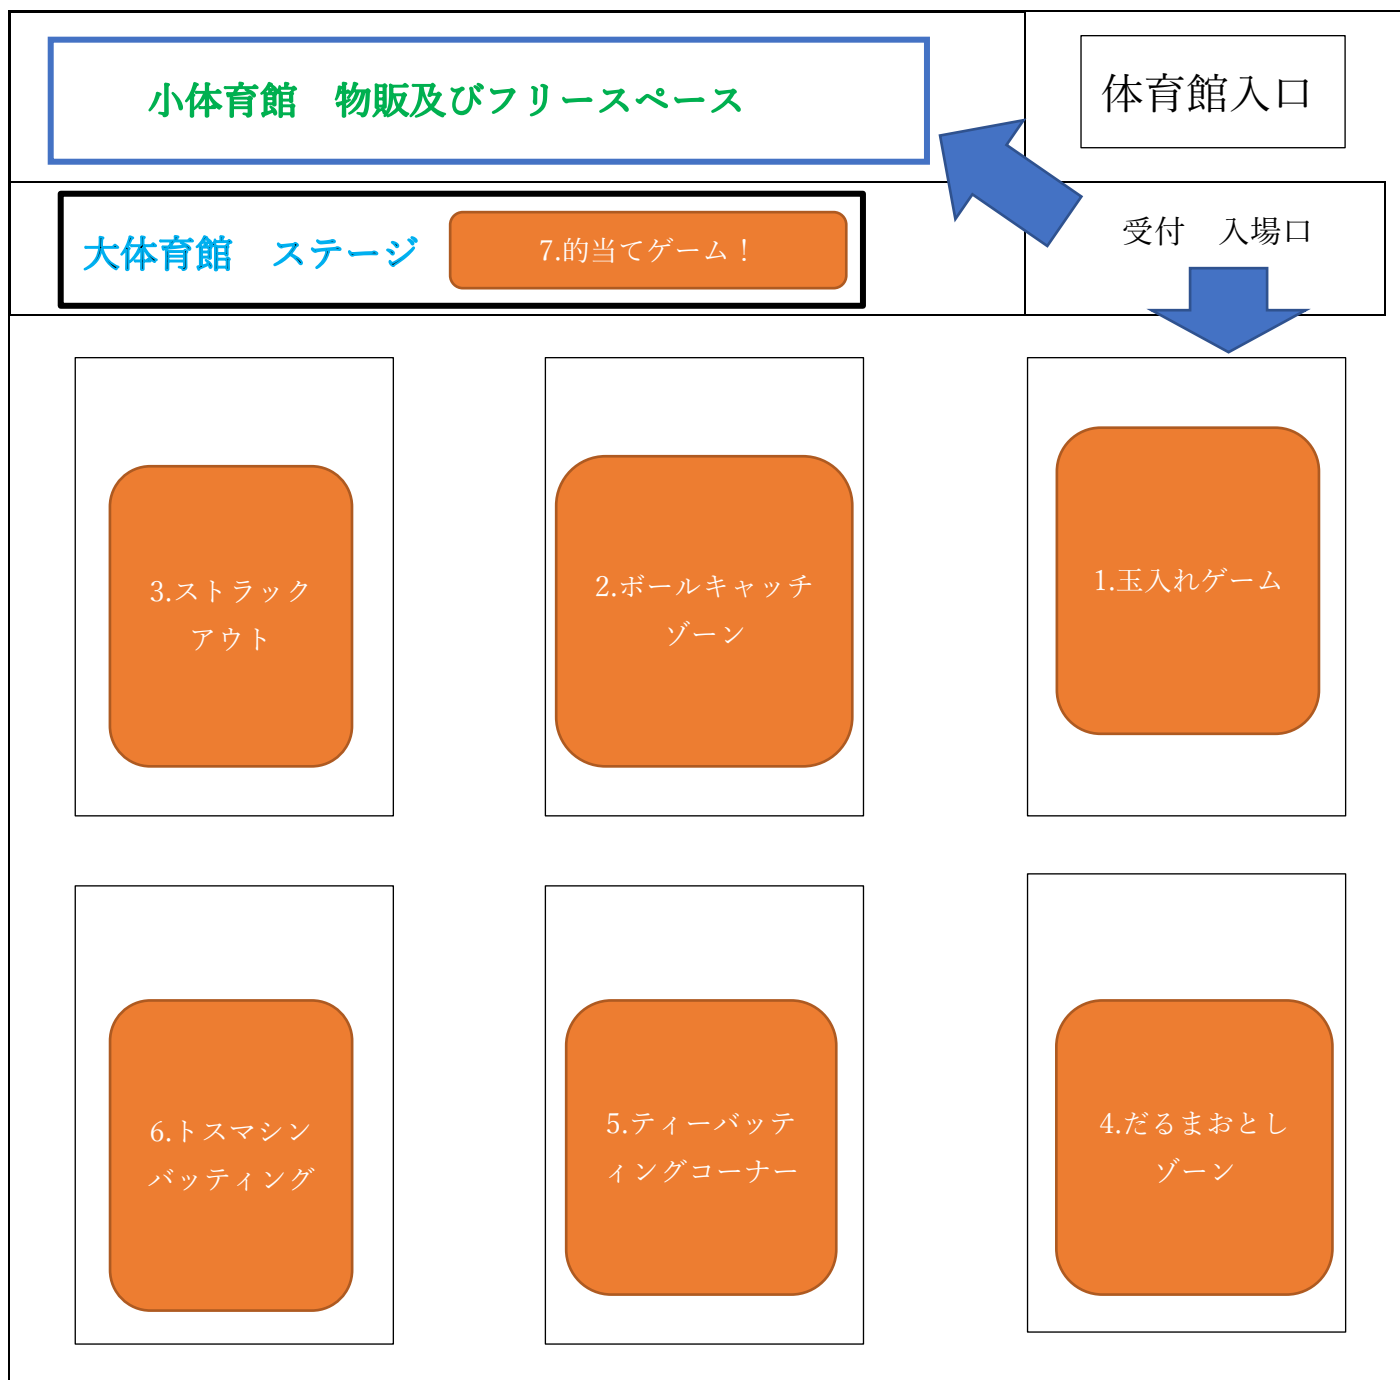 小体育館　物販及びフリースペース
体育館入口
大体育館　ステージ
7.的当てゲーム！
受付　入場口
3.ストラック
アウト
2.ボールキャッチ
ゾーン
1.玉入れゲーム
6.トスマシン
バッティング
5.ティーバッテ
ィングコーナー
4.だるまおとし
ゾーン